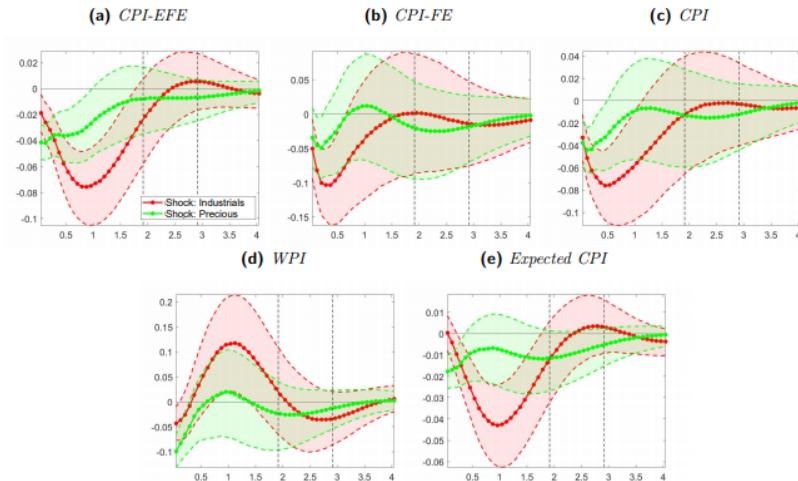 (a) CPI-EFE
(b) CPI-FE
(c) CPI
0.02
0
-0.02
-0.04
-0.06
-0.08
-0.1
0.5 1 1.5 2 2.5 3 3.5 4
Shock: Industrials
Shock: Precious
0.05
0
-0.05
-0.1
-0.15
0.5 1 1.5 2 2.5 3 3.5 4
0.04
0.02
0
-0.02
-0.04
-0.06
-0.08
-0.1
0.5 1 1.5 2 2.5 3 3.5 4
(d) WPI
(e) Expected CPI
0.2
0.15
0.1
0.05
0
-0.05
-0.1
0.5 1 1.5 2 2.5 3 3.5 4
0.01
0
-0.01
-0.02
-0.03
-0.04
-0.05
-0.06
0.5 1 1.5 2 2.5 3 3.5 4